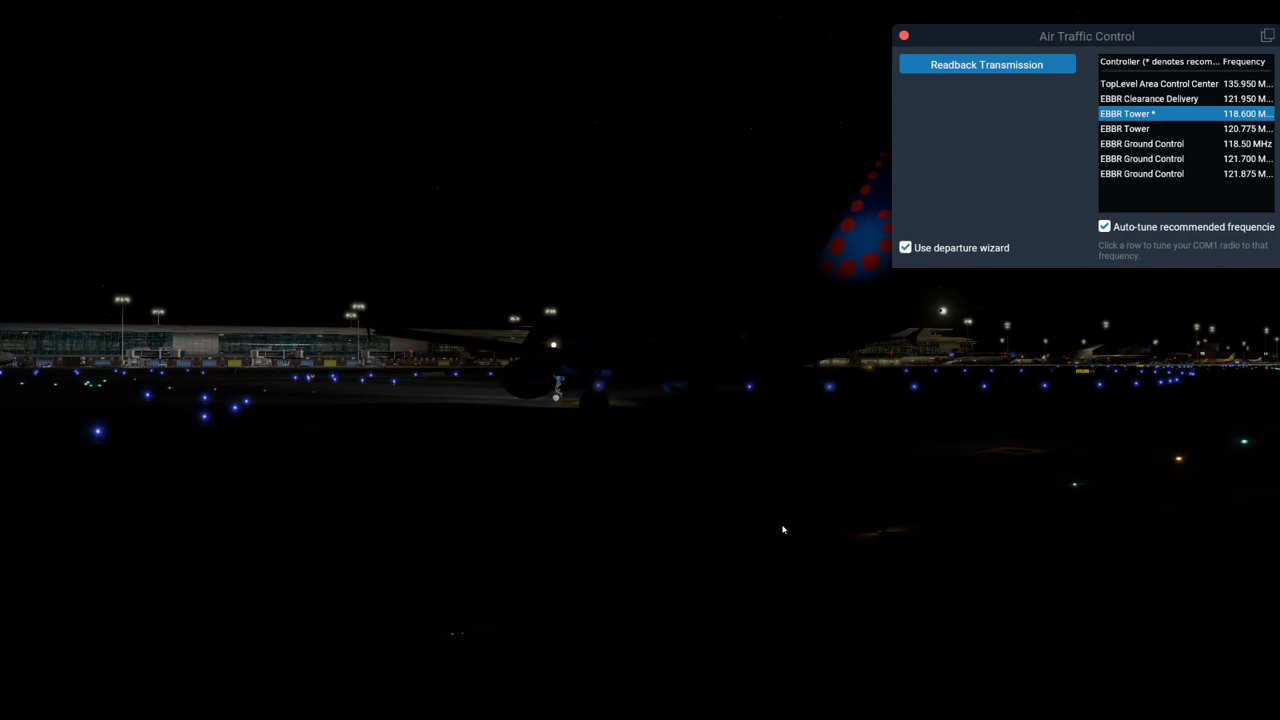 Air Traffic Control
Readback Transmission
Controller (* denotes recom... Frequency
TopLevel Area Control Center 135.950 M...
EBBR Clearance Delivery 121.950 M...
EBBR Tower * 118.600 M...
EBBR Tower 120.775 M...
EBBR Ground Control 118.50 MHz
EBBR Ground Control 121.700 M...
EBBR Ground Control 121.875 M...
Auto-tune recommended frequencie
Use departure wizard
Click a row to tune your COM1 radio to that
frequency.